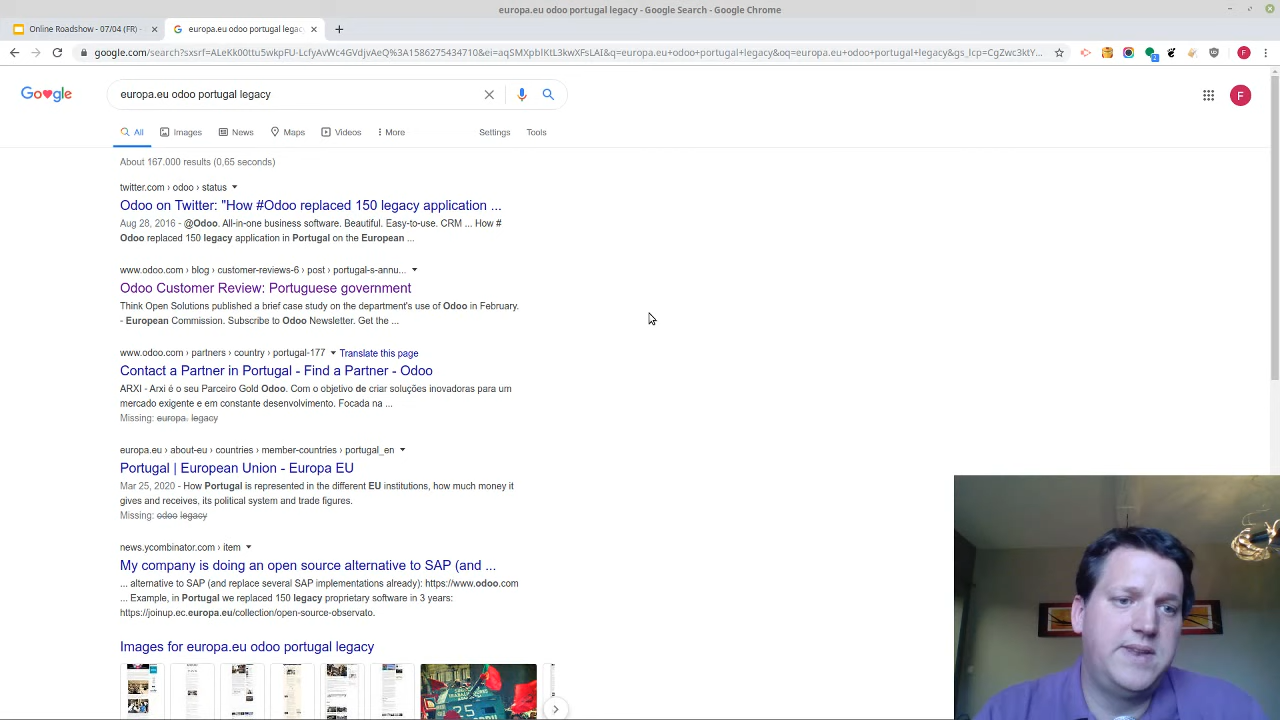 europa.eu odoo portugal legacy - Google Search - Google Chrome
Online Roadshow - 07/04 (FR) -
europa.eu odoo portugal legac
google.com/search?sxsrf=ALeKk00ttu5wkpFU-LcfyAvWc4GVdjvAeQ%3A1586275434710&ei=aqSMXpblKtL3kwXFsLAI&q=europa.eu+odoo+portugal+legacy&oq=europa.eu+odoo+portugal+legacy&gs_lcp=CgZwc3ktY...
2
F
Google
europa.eu odoo portugal legacy
F
All Images News Maps Videos More Settings Tools
About 167.000 results (0,65 seconds)
twitter.com › odoo › status
Odoo on Twitter: "How #Odoo replaced 150 legacy application ...
Aug 28, 2016 - @Odoo. All-in-one business software. Beautiful. Easy-to-use. CRM ... How #
Odoo replaced 150 legacy application in Portugal on the European ...
www.odoo.com › blog › customer-reviews-6 › post › portugal-s-annu...
Odoo Customer Review: Portuguese government
Think Open Solutions published a brief case study on the department's use of Odoo in February.
- European Commission. Subscribe to Odoo Newsletter. Get the ...
www.odoo.com › partners › country › portugal-177 Translate this page
Contact a Partner in Portugal - Find a Partner - Odoo
ARXI - Arxi é o seu Parceiro Gold Odoo. Com o objetivo de criar soluções inovadoras para um
mercado exigente e em constante desenvolvimento. Focada na ...
Missing: europa. legacy
europa.eu › about-eu › countries › member-countries › portugal_en
Portugal | European Union - Europa EU
Mar 25, 2020 - How Portugal is represented in the different EU institutions, how much money it
gives and receives, its political system and trade figures.
Missing: odoo legacy
news.ycombinator.com › item
My company is doing an open source alternative to SAP (and ...
... alternative to SAP (and replace several SAP implementations already): https://www.odoo.com
... Example, in Portugal we replaced 150 legacy proprietary software in 3 years:
https://joinup.ec.europa.eu/collection/open-source-observato.
Images for europa.eu odoo portugal legacy